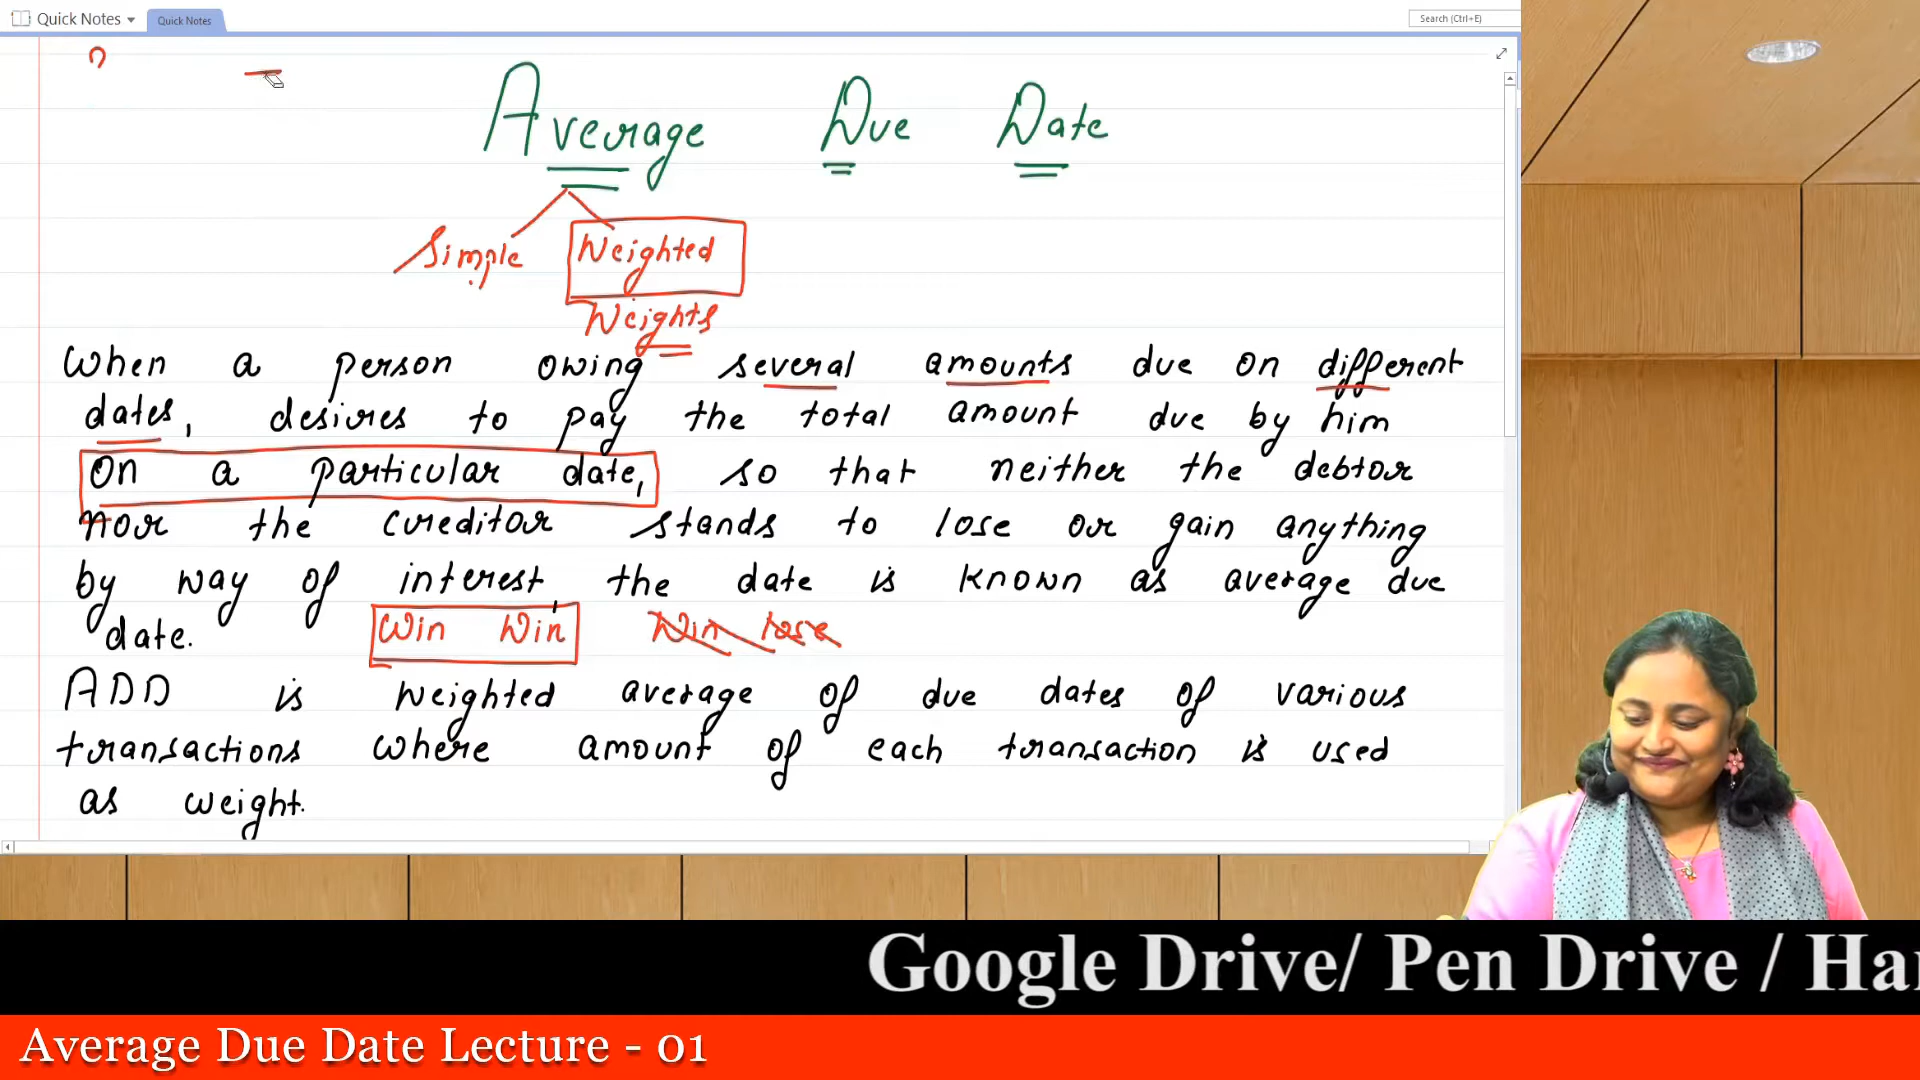 Quick Notes
Quick Notes
Search (Ctrl+E)
Average Due Date
Simple Weighted
Weights
When a person owing several amounts due on different
dates, desires to pay the total amount due by him
on a particular date, so that neither the debtor
nor the creditor stands to lose or gain anything
by way of interest, the date is known as average due
date. Win Win Win lose
ADD is weighted average of due dates of various
transactions where amount of each transaction is used
as weight.
Google Drive/ Pen Drive / Ha
Average Due Date Lecture - 01